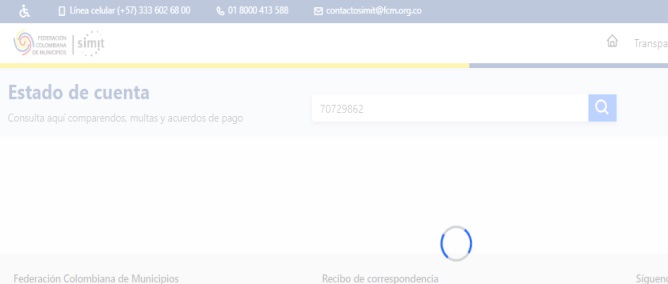 Línea celular (+57) 333 602 68 00 01 8000 413 588 contactosimit@fcm.org.co
FEDERACIÓN
COLOMBIANA
DE MUNICIPIOS
simit
Transpa
Estado de cuenta
70729862
Consulta aquí comparendos, multas y acuerdos de pago
Federación Colombiana de Municipios Recibo de correspondencia Sígueno